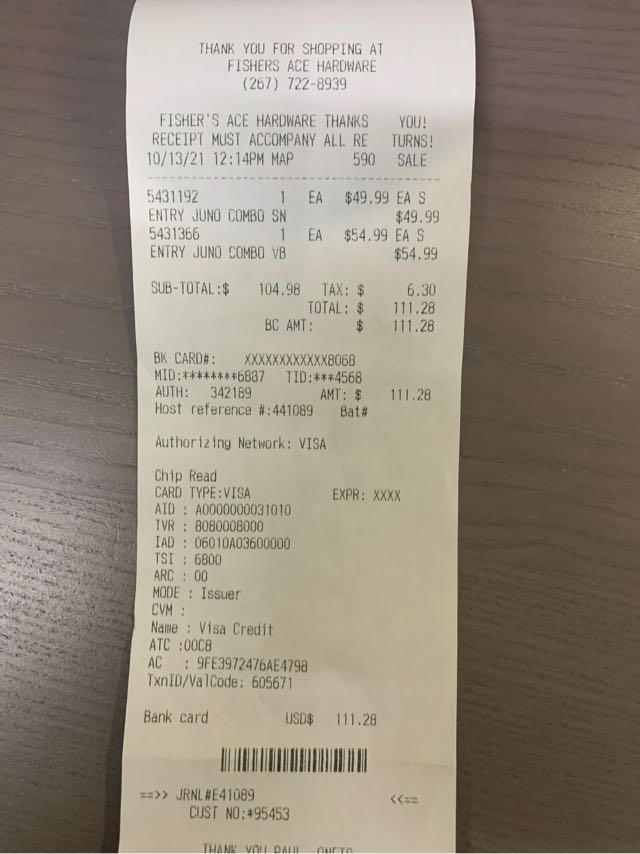 THANK YOU FOR SHOPPING AT
FISHERS ACE HARDWARE
(267) 722-8939
FISHER'S ACE HARDWARE THANKS YOU!
RECEIPT MUST ACCOMPANY ALL RE TURNS!
10/13/21 12:14PM MAP 590 SALE
5431192 1 EA $49.99 EA S
ENTRY JUNO COMBO SN $49.99
5431366 1 EA $54.99 EA S
ENTRY JUNO COMBO VB $54.99
SUB-TOTAL:$ 104.98 TAX: $ 6.30
TOTAL: $ 111.28
BC AMT: $ 111.28
BK CARD#: XXXXXXXXXXXX8068
MID:********6887 TID:***4568
AUTH: 342189 AMT: $ 111.28
Host reference #:441089 Bat#
Authorizing Network: VISA
Chip Read
CARD TYPE:VISA EXPR: XXXX
AID : A0000000031010
TVR : 8080008000
IAD : 06010A03600000
TSI : 6800
ARC : 00
MODE : Issuer
CVM :
Name : Visa Credit
ATC :00C8
AC : 9FE3972476AE4798
TxnID/ValCode: 605671
Bank card USD$ 111.28
==>> JRNL#E41089 <<==
CUST NO:*95453
THANK YOU PAUL